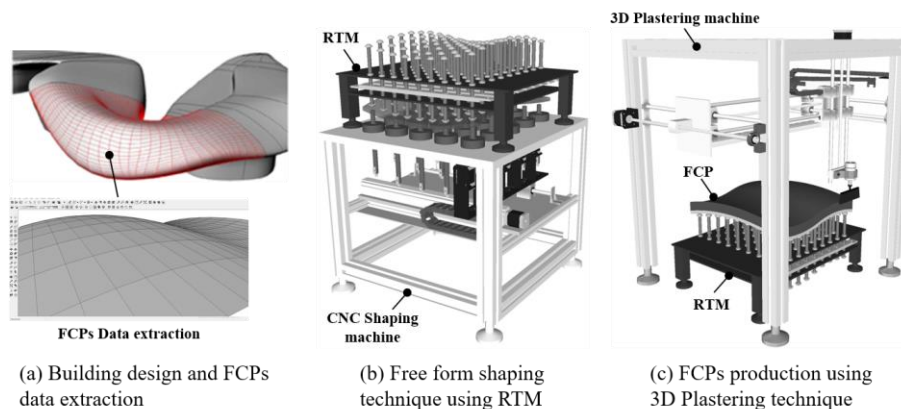 3D Plastering machine
RTM
FCP
RTM
CNC Shaping
machine
FCPs Data extraction
(a) Building design and FCPs
data extraction
(b) Free form shaping
technique using RTM
(c) FCPs production using
3D Plastering technique